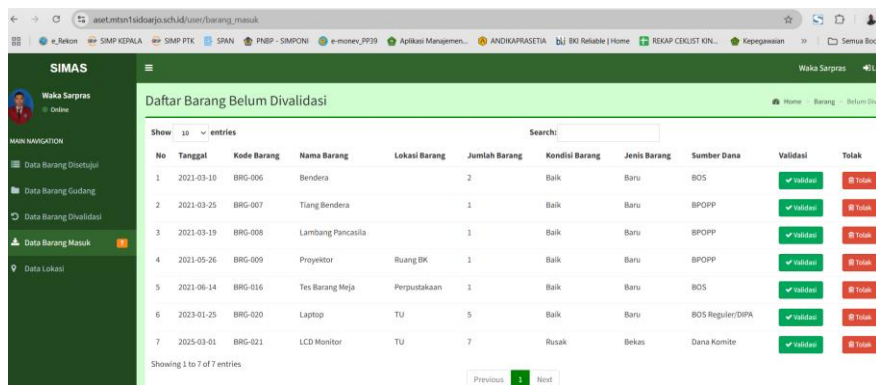 aset.mtsn1sidoarjo.sch.id/user/barang_masuk
e_Rekon SIMP KEPALA SIMP PTK SPAN PNBP - SIMPONI e-monev_PP39 Aplikasi Manajemen... ANDIKAPRASETIA BKI Reliable | Home REKAP CEKLIST KIN... Kepegawaian » Semua
SIMAS
Waka Sarpras
Waka Sarpras
Online
Daftar Barang Belum Divalidasi
Home Barang Belum
MAIN NAVIGATION
Data Barang Disetujui
Data Barang Gudang
Data Barang Divalidasi
Data Barang Masuk 7
Data Lokasi
Show 10 entries Search:
No Tanggal Kode Barang Nama Barang Lokasi Barang Jumlah Barang Kondisi Barang Jenis Barang Sumber Dana Validasi Tolak
1 2021-03-10 BRG-006 Bendera 2 Baik Baru BOS Validasi Tolak
2 2021-03-25 BRG-007 Tiang Bendera 1 Baik Baru BPOPP Validasi Tolak
3 2021-03-19 BRG-008 Lambang Pancasila 1 Baik Baru BPOPP Validasi Tolak
4 2021-05-26 BRG-009 Proyektor Ruang BK 1 Baik Baru BPOPP Validasi Tolak
5 2021-06-14 BRG-016 Tes Barang Meja Perpustakaan 1 Baik Baru BOS Validasi Tolak
6 2023-01-25 BRG-020 Laptop TU 5 Baik Baru BOS Reguler/DIPA Validasi Tolak
7 2025-03-01 BRG-021 LCD Monitor TU 7 Rusak Bekas Dana Komite Validasi Tolak
Showing 1 to 7 of 7 entries
Previous 1 Next